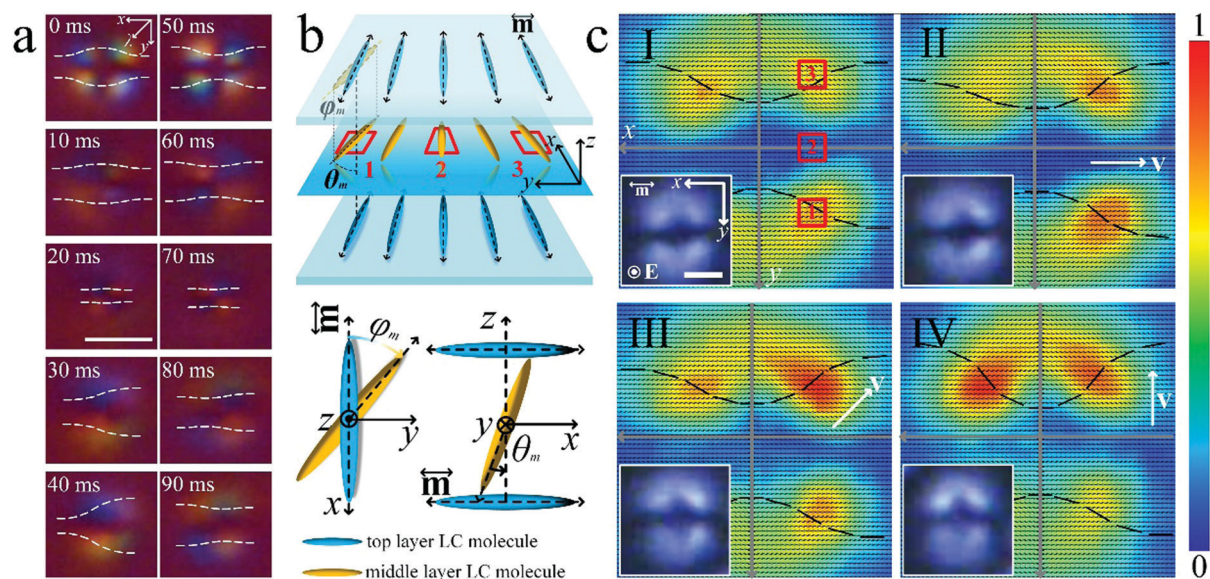 a
0 ms
x
y
50 ms
10 ms
60 ms
20 ms
70 ms
30 ms
80 ms
40 ms
90 ms
b
m
φm
θm
1
2
3
x
y
z
m
φm
z
y
x
z
y
x
θm
m
top layer LC molecule
middle layer LC molecule
c
I
3
x
2
1
m
x
y
E
y
II
v
III
v
IV
v
1
0